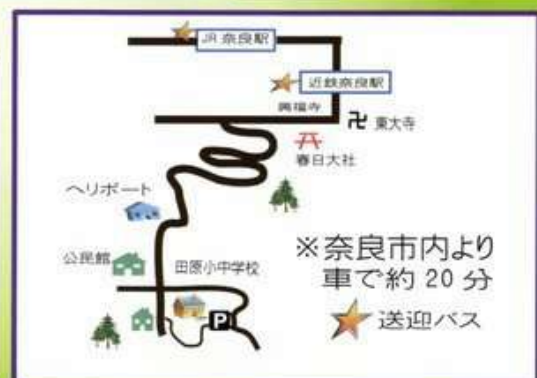 JR 奈良駅
近鉄奈良駅
興福寺
卍 東大寺
春日大社
ヘリポート
公民館
田原小中学校
※奈良市内より
車で約 20 分
P
送迎バス